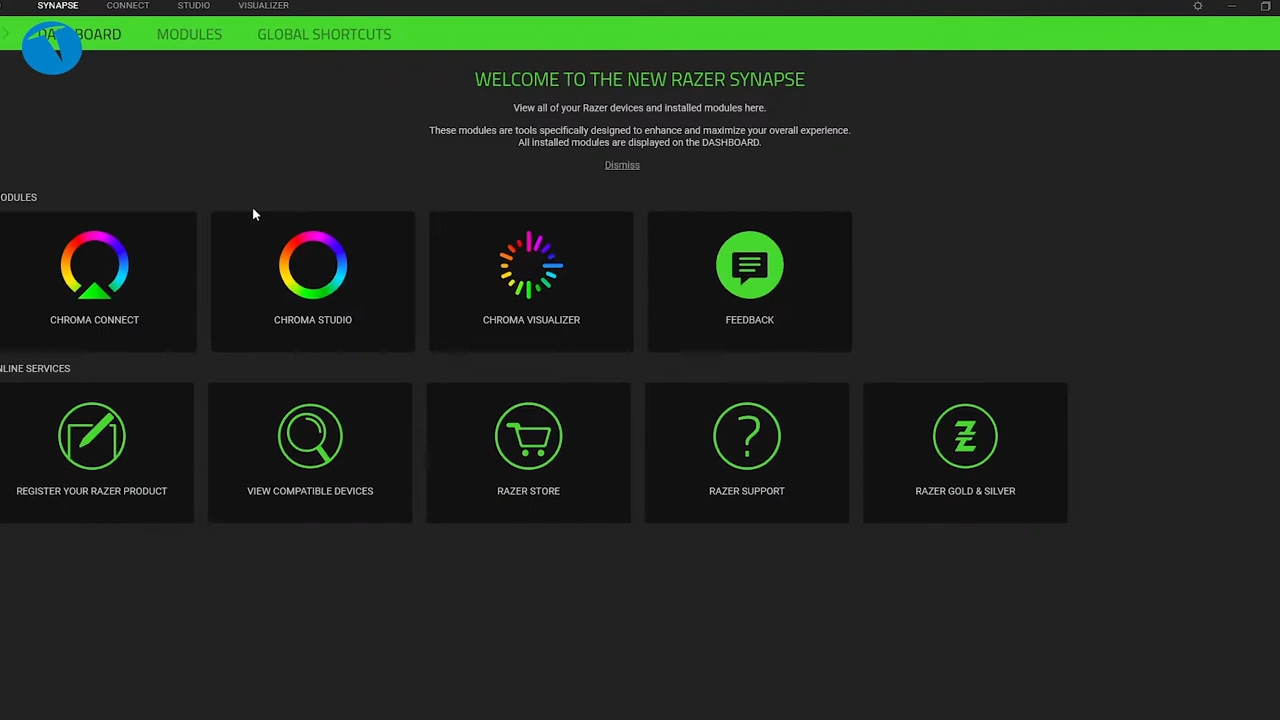 SYNAPSE CONNECT STUDIO VISUALIZER
DASHBOARD MODULES GLOBAL SHORTCUTS
WELCOME TO THE NEW RAZER SYNAPSE
View all of your Razer devices and installed modules here.
These modules are tools specifically designed to enhance and maximize your overall experience.
All installed modules are displayed on the DASHBOARD.
Dismiss
ODULES
CHROMA CONNECT CHROMA STUDIO CHROMA VISUALIZER FEEDBACK
NLINE SERVICES
REGISTER YOUR RAZER PRODUCT VIEW COMPATIBLE DEVICES RAZER STORE RAZER SUPPORT RAZER GOLD & SILVER